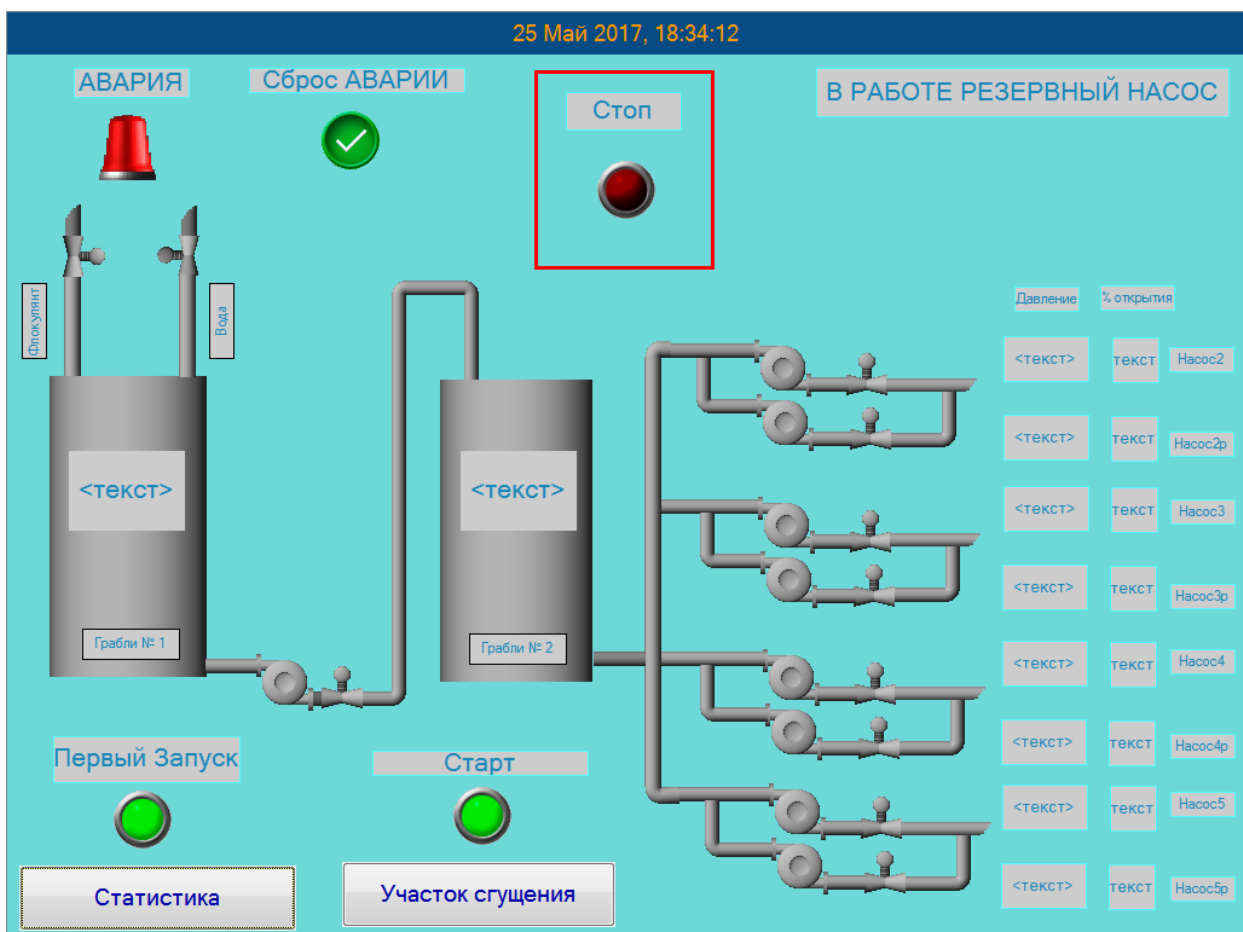 25 Май 2017, 18:34:12
АВАРИЯ
Сброс АВАРИИ
Стоп
В РАБОТЕ РЕЗЕРВНЫЙ НАСОС
Флокулянт
Вода
Давление
% открытия
<текст> текст Насос2
<текст> текст Насос2р
<текст>
<текст>
<текст> текст Насос3
<текст> текст Насос3р
Грабли № 1
Грабли № 2
<текст> текст Насос4
<текст> текст Насос4р
Первый Запуск
Старт
<текст> текст Насос5
<текст> текст Насос5р
Статистика
Участок сгущения